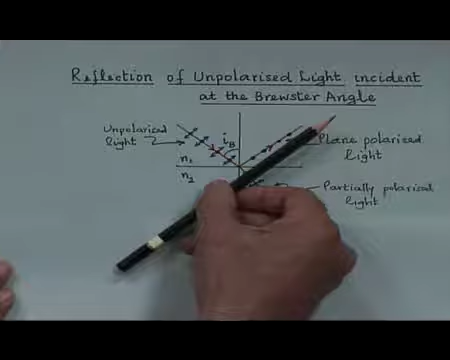 Reflection of Unpolarised Light incident
at the Brewster Angle
Unpolarised
light
iB
Plane polarised
light
n1
n2
Partially polarised
light